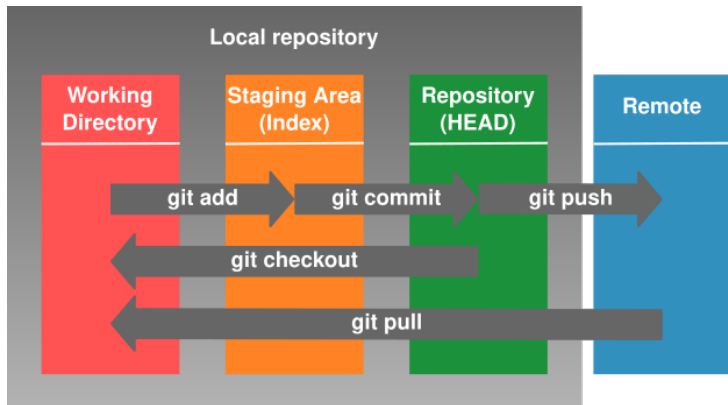 Local repository
Working
Directory
Staging Area
(Index)
Repository
(HEAD)
Remote
git add
git commit
git push
git checkout
git pull